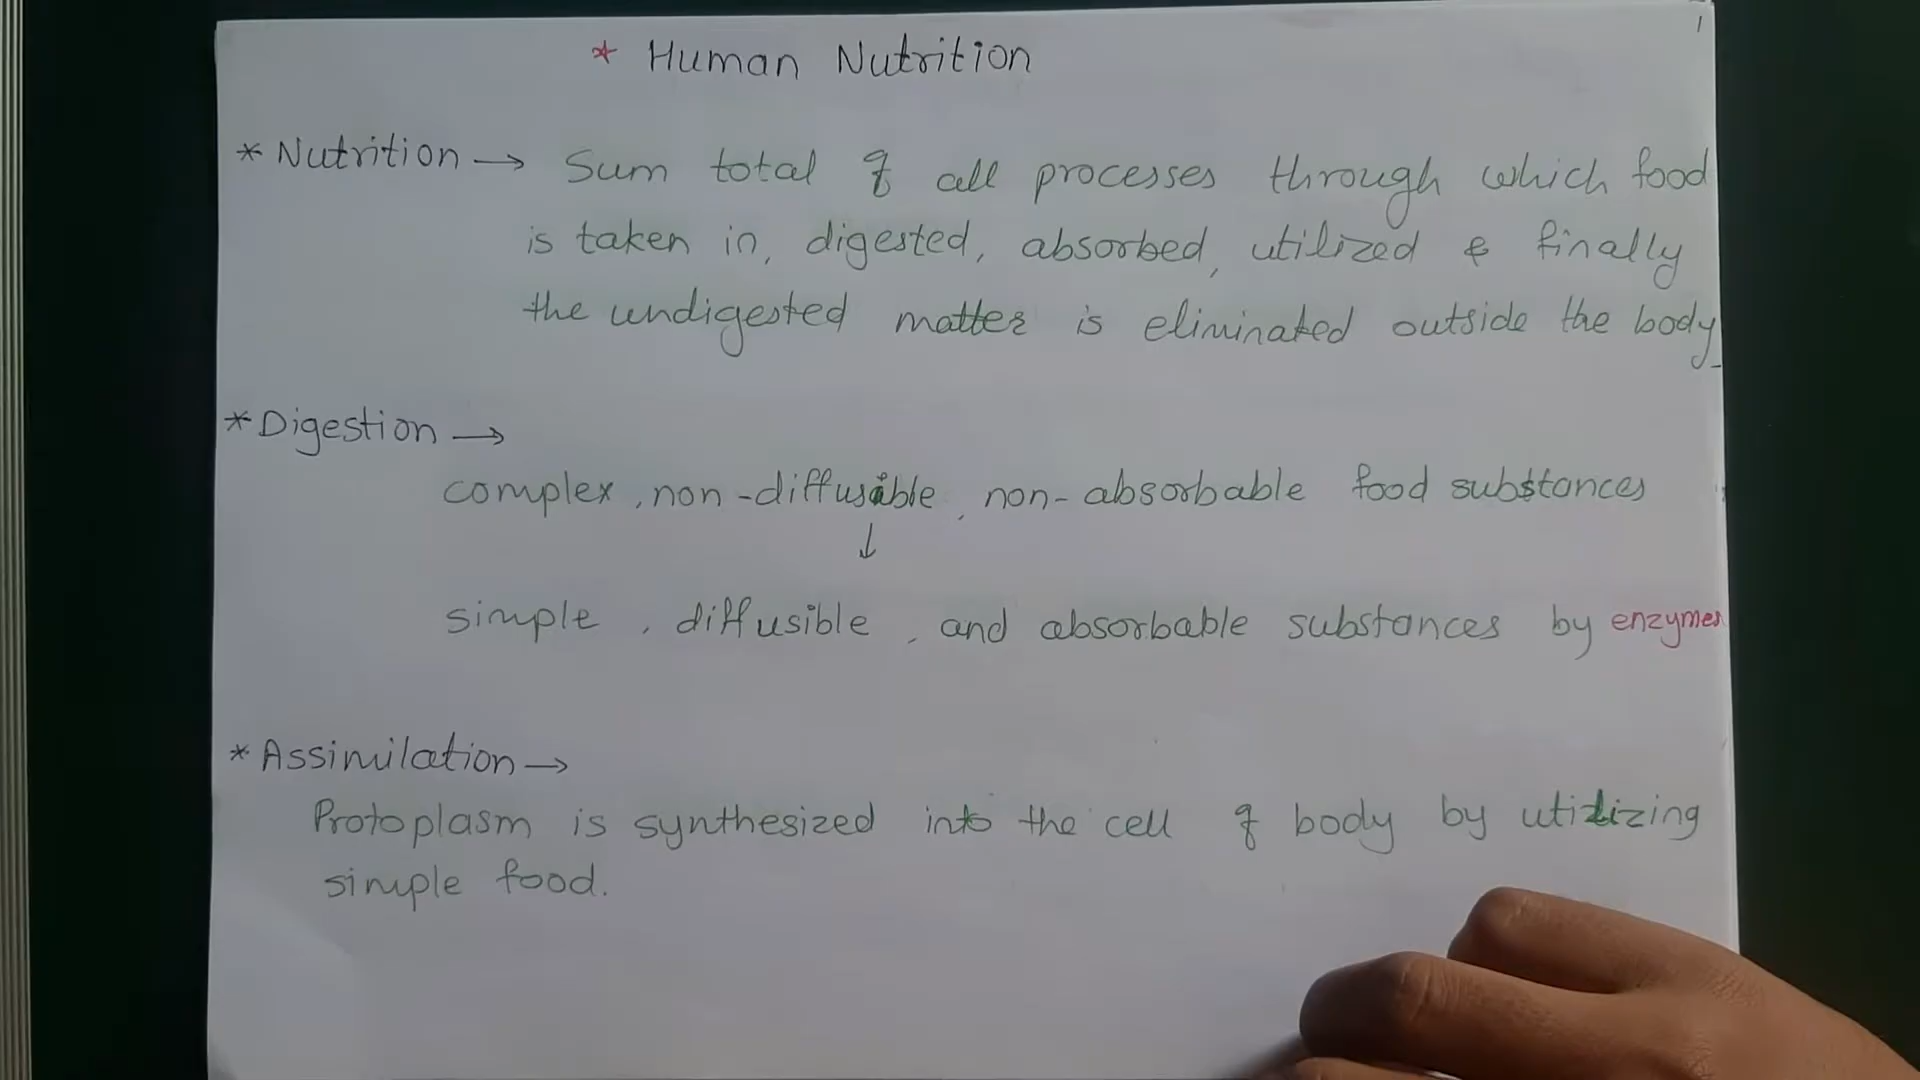 1
* Human Nutrition
* Nutrition → Sum total of all processes through which food
is taken in, digested, absorbed, utilized & finally
the undigested matter is eliminated outside the body
* Digestion →
complex, non-diffusible, non-absorbable food substances
↓
simple, diffusible, and absorbable substances by enzymes
* Assimilation →
Protoplasm is synthesized into the cell of body by utilizing
simple food.